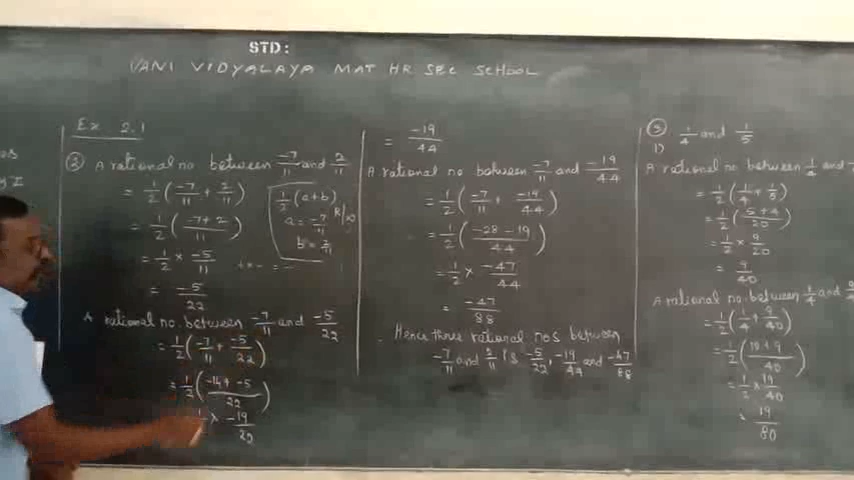 STD:
VANI VIDYALAYA MAT HR SEC SCHOOL
Ex 2.1
② A rational no between -7/11 and 2/11
= 1/2 (-7/11 + 2/11)
= 1/2 (-7+2/11)
= 1/2 × -5/11
+×- = -
= -5/22
1/2 (a+b)
a = -7/11
b = 2/11
A rational no. between -7/11 and -5/22
= 1/2 (-7/11 + -5/22)
= 1/2 (-14+ -5/22)
× -19/22
= -19/44
A rational no between -7/11 and -19/44
= 1/2 (-7/11 + -19/44)
= 1/2 (-28-19/44)
= 1/2 × -47/44
= -47/88
Hence three rational nos between
-7/11 and 2/11 is -5/22, -19/44 and -47/88
③
1) 1/4 and 1/5
A rational no between 1/4 and
= 1/2 (1/4 + 1/5)
= 1/2 (5+4/20)
= 1/2 × 9/20
= 9/40
A rational no. between 1/4 and 9/4
= 1/2 (1/4 + 9/40)
= 1/2 (10+9/40)
= 1/2 × 19/40
= 19/80